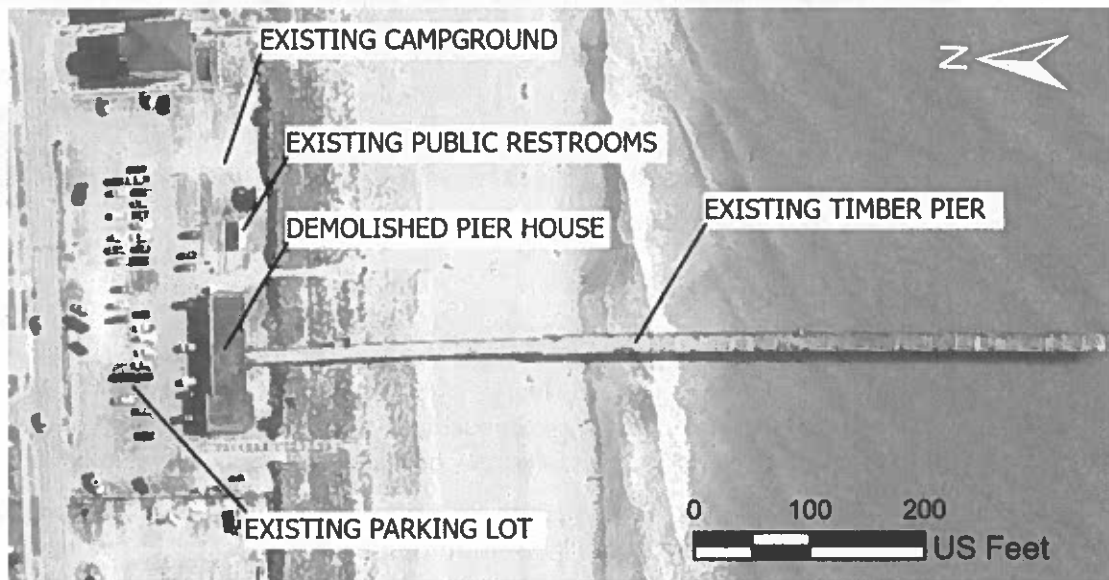 EXISTING CAMPGROUND
Z
EXISTING PUBLIC RESTROOMS
DEMOLISHED PIER HOUSE
EXISTING TIMBER PIER
EXISTING PARKING LOT
0 100 200
US Feet